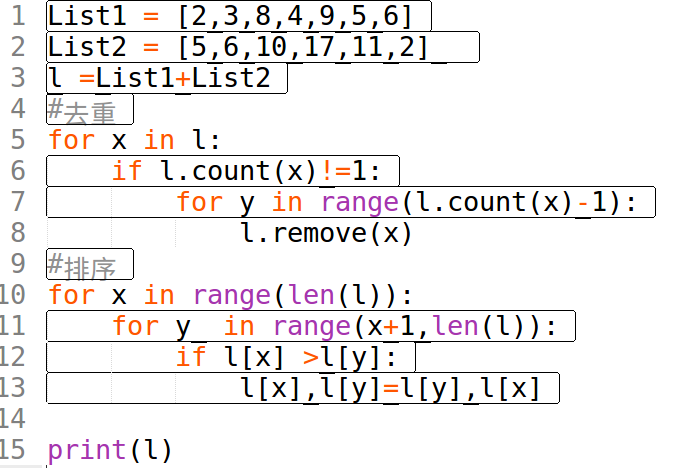 1 List1 = [2,3,8,4,9,5,6]
2 List2 = [5,6,10,17,11,2]
3 l =List1+List2
4 #去重
5 for x in l:
6     if l.count(x)!=1:
7         for y in range(l.count(x)-1):
8             l.remove(x)
9 #排序
10 for x in range(len(l)):
11     for y  in range(x+1,len(l)):
12         if l[x] >l[y]:
13             l[x],l[y]=l[y],l[x]
14
15 print(l)